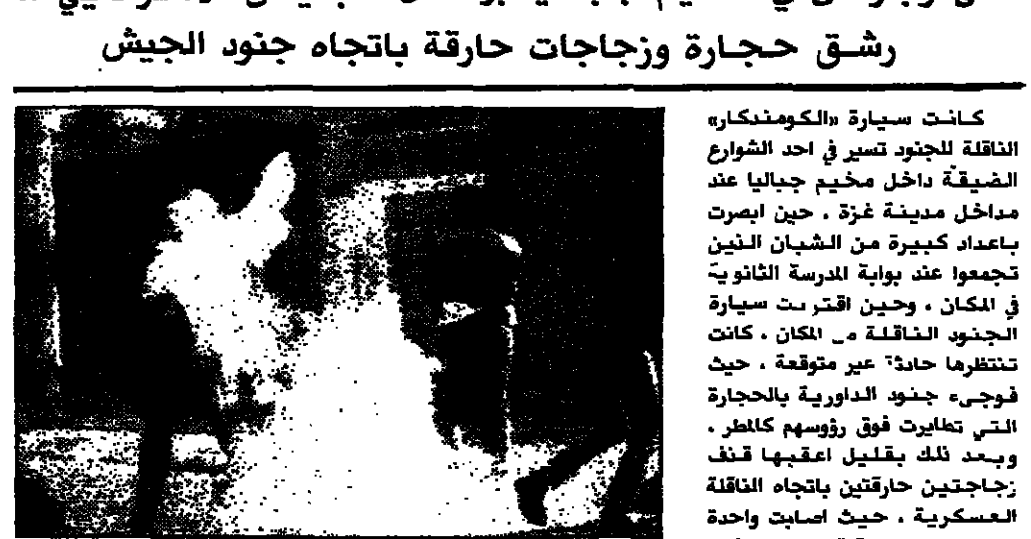 رشق حجارة وزجاجات حارقة باتجاه جنود الجيش
كانت سيارة «الكومندكار»
الناقلة للجنود تسير في احد الشوارع
الضيقة داخل مخيم جباليا عند
مداخل مدينة غزة ، حين ابصرت
باعداد كبيرة من الشبان الذين
تجمعوا عند بوابة المدرسة الثانوية
في المكان ، وحين اقتربت سيارة
الجنود الناقلة من المكان ، كانت
تنتظرها حادثة غير متوقعة ، حيث
فوجىء جنود الداورية بالحجارة
التي تطايرت فوق رؤوسهم كالمطر ،
وبعد ذلك بقليل اعقبها قذف
زجاجتين حارقتين باتجاه الناقلة
العسكرية ، حيث اصابت واحدة